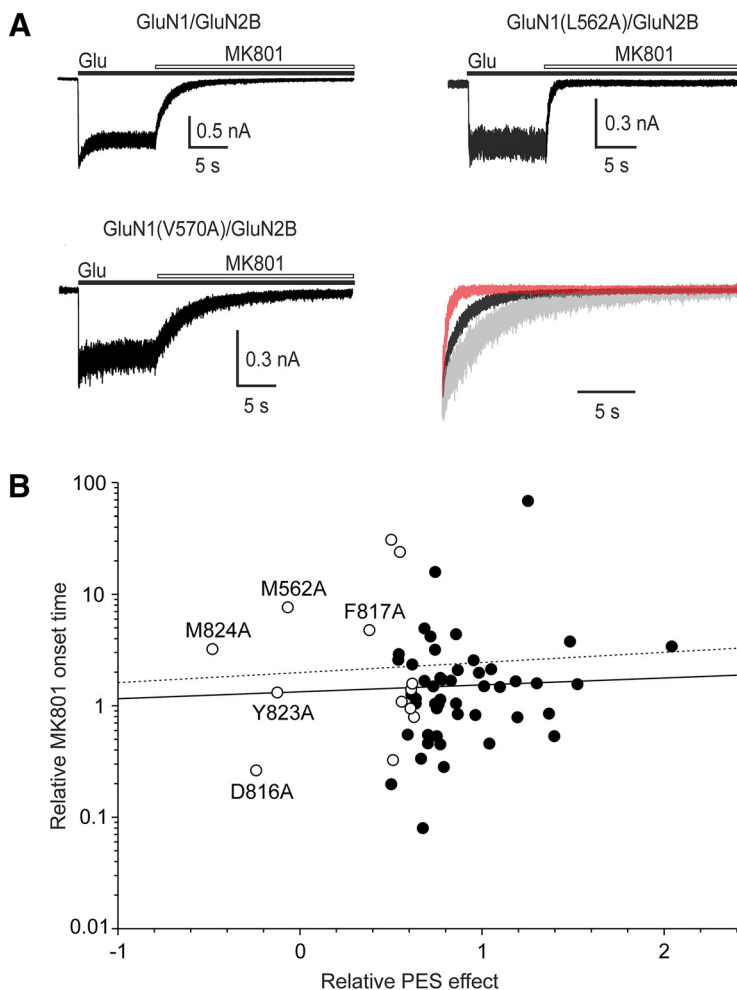 A
GluN1/GluN2B
Glu
MK801
0.5 nA
5 s
GluN1(L562A)/GluN2B
Glu
MK801
0.3 nA
5 s
GluN1(V570A)/GluN2B
Glu
MK801
0.3 nA
5 s
5 s
B
Relative MK801 onset time
100
10
1
0.1
0.01
M562A
F817A
M824A
Y823A
D816A
-1
0
1
2
Relative PES effect